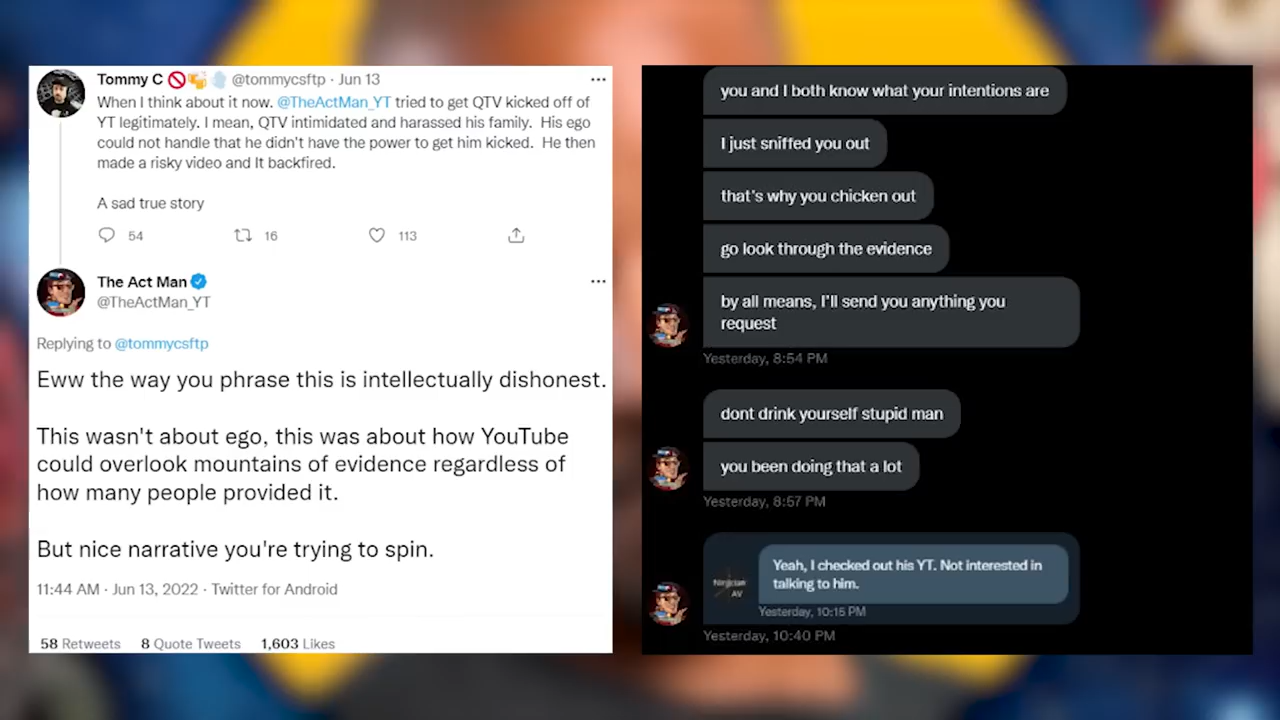 Tommy C 🚫 @tommycsftp · Jun 13
When I think about it now. @TheActMan_YT tried to get QTV kicked off of
YT legitimately. I mean, QTV intimidated and harassed his family. His ego
could not handle that he didn't have the power to get him kicked. He then
made a risky video and It backfired.
A sad true story
54 16 113
The Act Man
@TheActMan_YT
Replying to @tommycsftp
Eww the way you phrase this is intellectually dishonest.
This wasn't about ego, this was about how YouTube
could overlook mountains of evidence regardless of
how many people provided it.
But nice narrative you're trying to spin.
11:44 AM · Jun 13, 2022 · Twitter for Android
58 Retweets 8 Quote Tweets 1,603 Likes
you and I both know what your intentions are
I just sniffed you out
that's why you chicken out
go look through the evidence
by all means, I'll send you anything you
request
Yesterday, 8:54 PM
dont drink yourself stupid man
you been doing that a lot
Yesterday, 8:57 PM
Yeah, I checked out his YT. Not interested in
talking to him.
AV
Yesterday, 10:15 PM
Yesterday, 10:40 PM